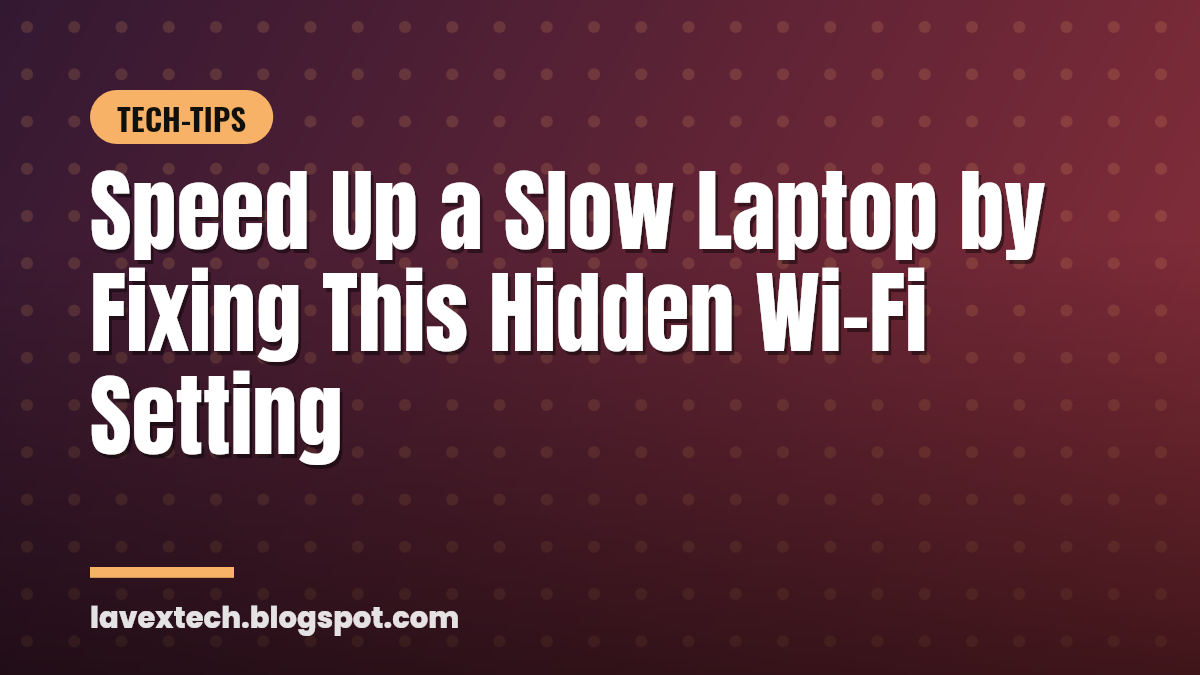 TECH-TIPS
Speed Up a Slow Laptop by
Fixing This Hidden Wi-Fi
Setting
lavextech.blogspot.com